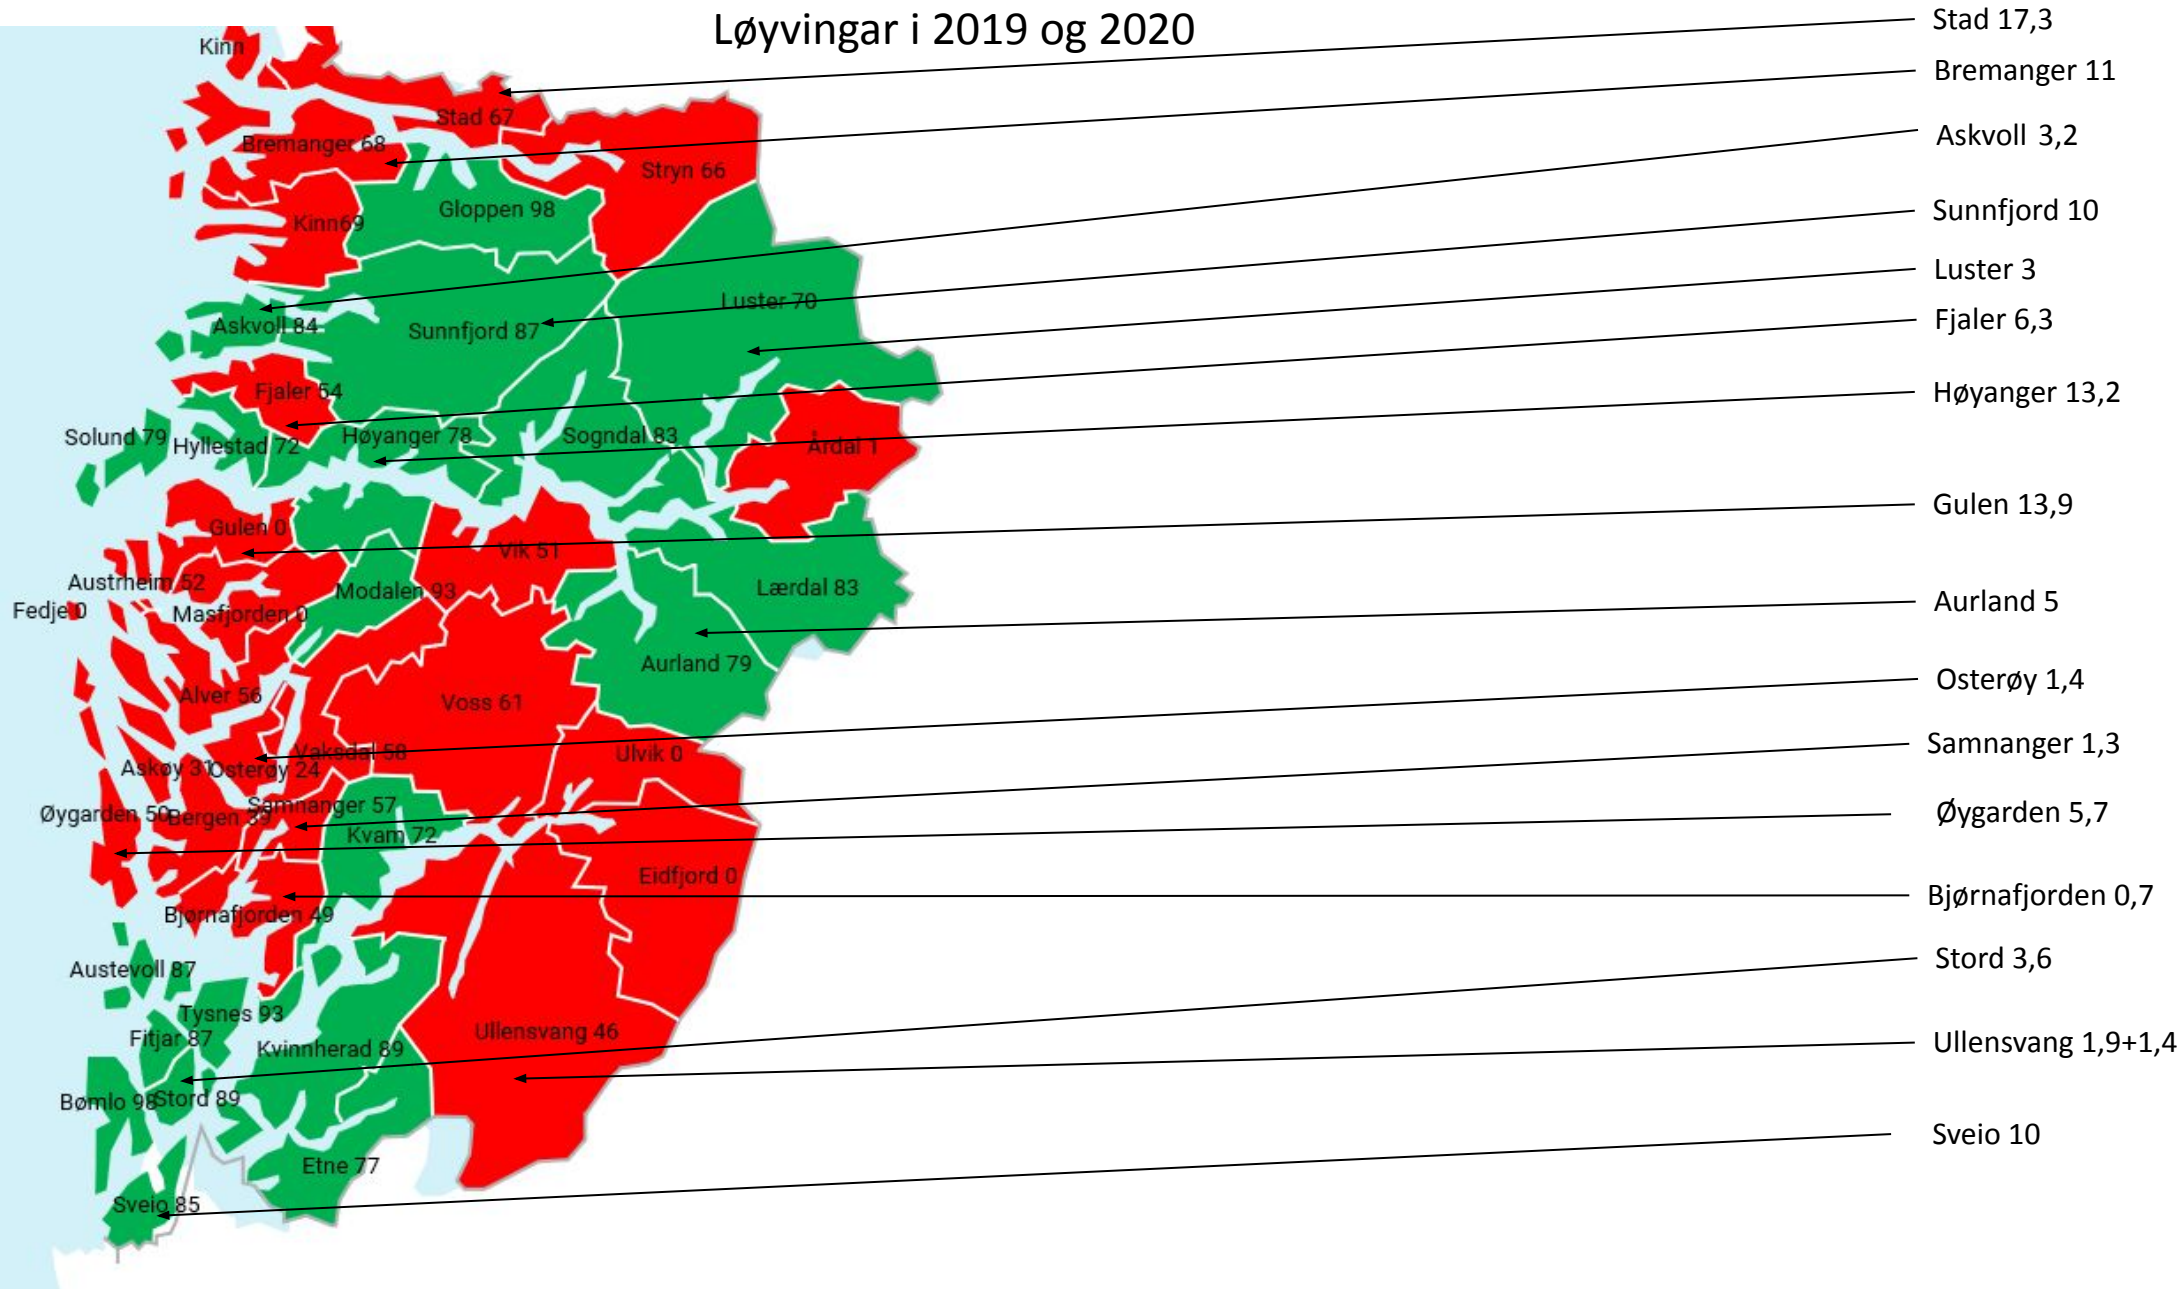 Løyvingar i 2019 og 2020
Stad 17,3
Bremanger 11
Askvoll 3,2
Sunnfjord 10
Luster 3
Fjaler 6,3
Høyanger 13,2
Gulen 13,9
Aurland 5
Osterøy 1,4
Samnanger 1,3
Øygarden 5,7
Bjørnafjorden 0,7
Stord 3,6
Ullensvang 1,9+1,4
Sveio 10
Kinn
Stad 67
Bremanger 68
Stryn 66
Gloppen 98
Kinn69
Luster 70
Askvoll 84
Sunnfjord 87
Fjaler 54
Solund 79
Hyllestad 72
Høyanger 78
Sogndal 83
Årdal 1
Gulen 0
Vik 51
Austrheim 52
Modalen 93
Lærdal 83
Fedje 0
Masfjorden 0
Aurland 79
Alver 56
Voss 61
Vaksdal 58
Ulvik 0
Askøy 31
Osterøy 24
Samnanger 57
Øygarden 50
Bergen 39
Kvam 72
Eidfjord 0
Bjørnafjorden 49
Austevoll 87
Tysnes 93
Fitjar 87
Ullensvang 46
Kvinnherad 89
Bømlo 98
Stord 89
Etne 77
Sveio 85